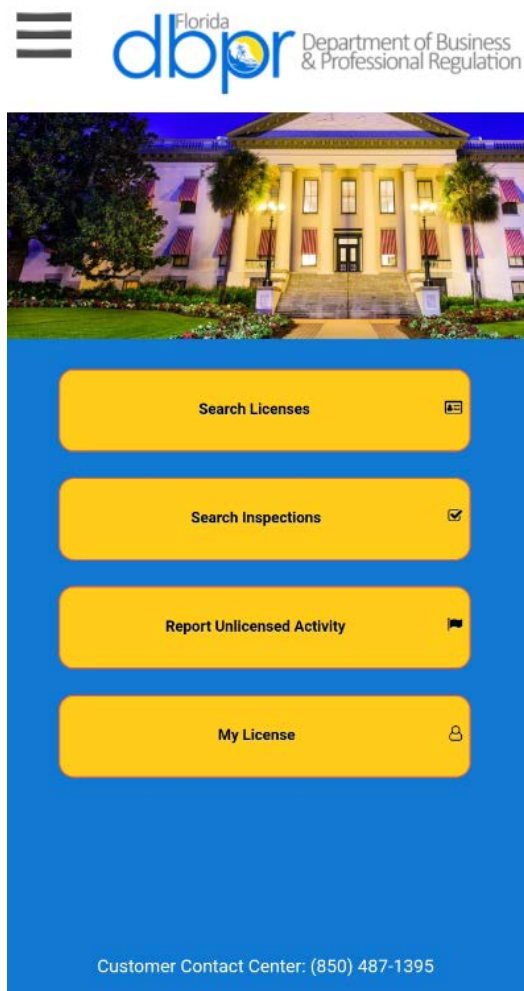 Florida
dbpr
Department of Business
& Professional Regulation
Search Licenses
Search Inspections
Report Unlicensed Activity
My License
Customer Contact Center: (850) 487-1395